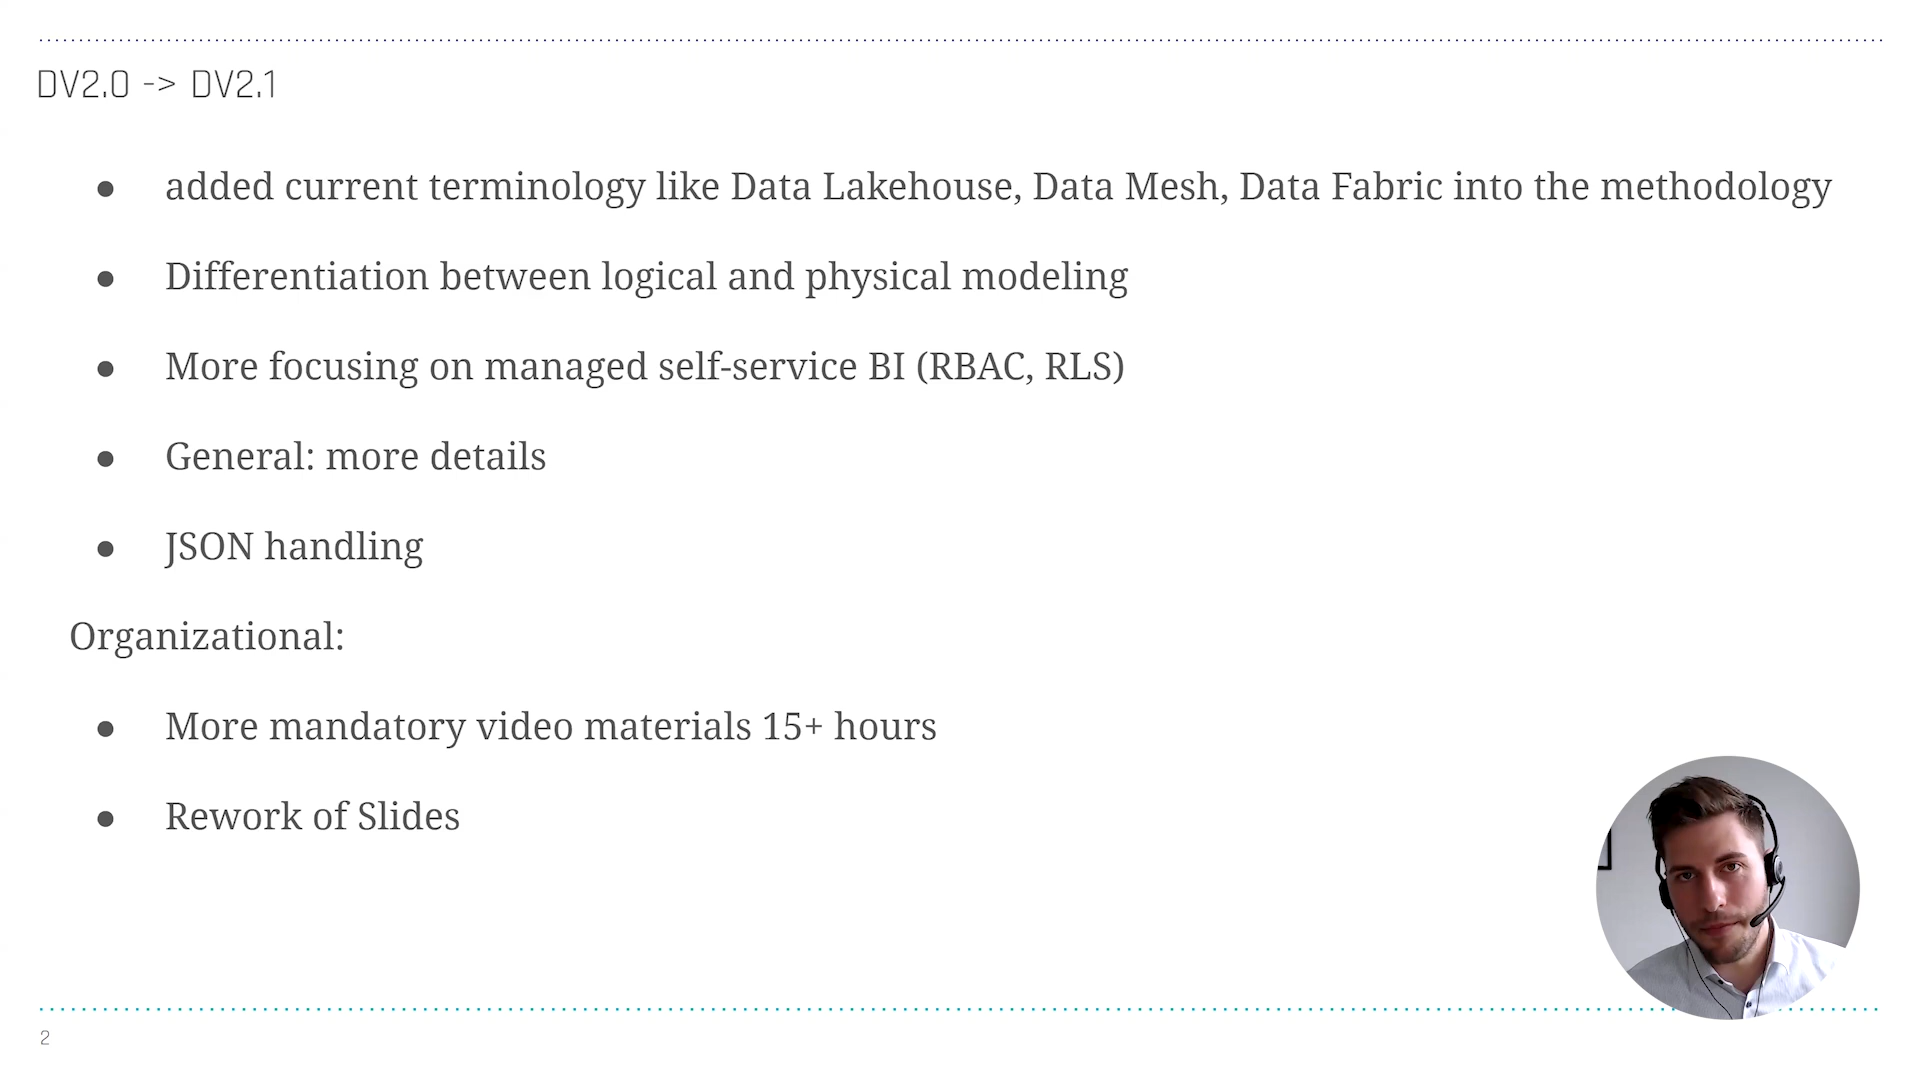 DV2.0 -> DV2.1
● added current terminology like Data Lakehouse, Data Mesh, Data Fabric into the methodology
● Differentiation between logical and physical modeling
● More focusing on managed self-service BI (RBAC, RLS)
● General: more details
● JSON handling
Organizational:
● More mandatory video materials 15+ hours
● Rework of Slides
2